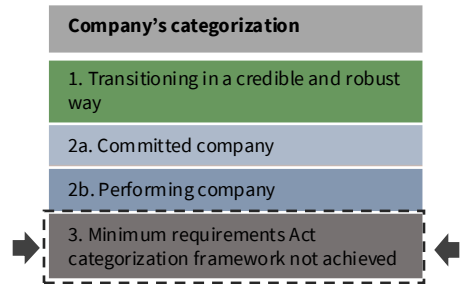 Company's categorization
1. Transitioning in a credible and robust
way
2a. Committed company
2b. Performing company
3. Minimum requirements Act
categorization framework not achieved